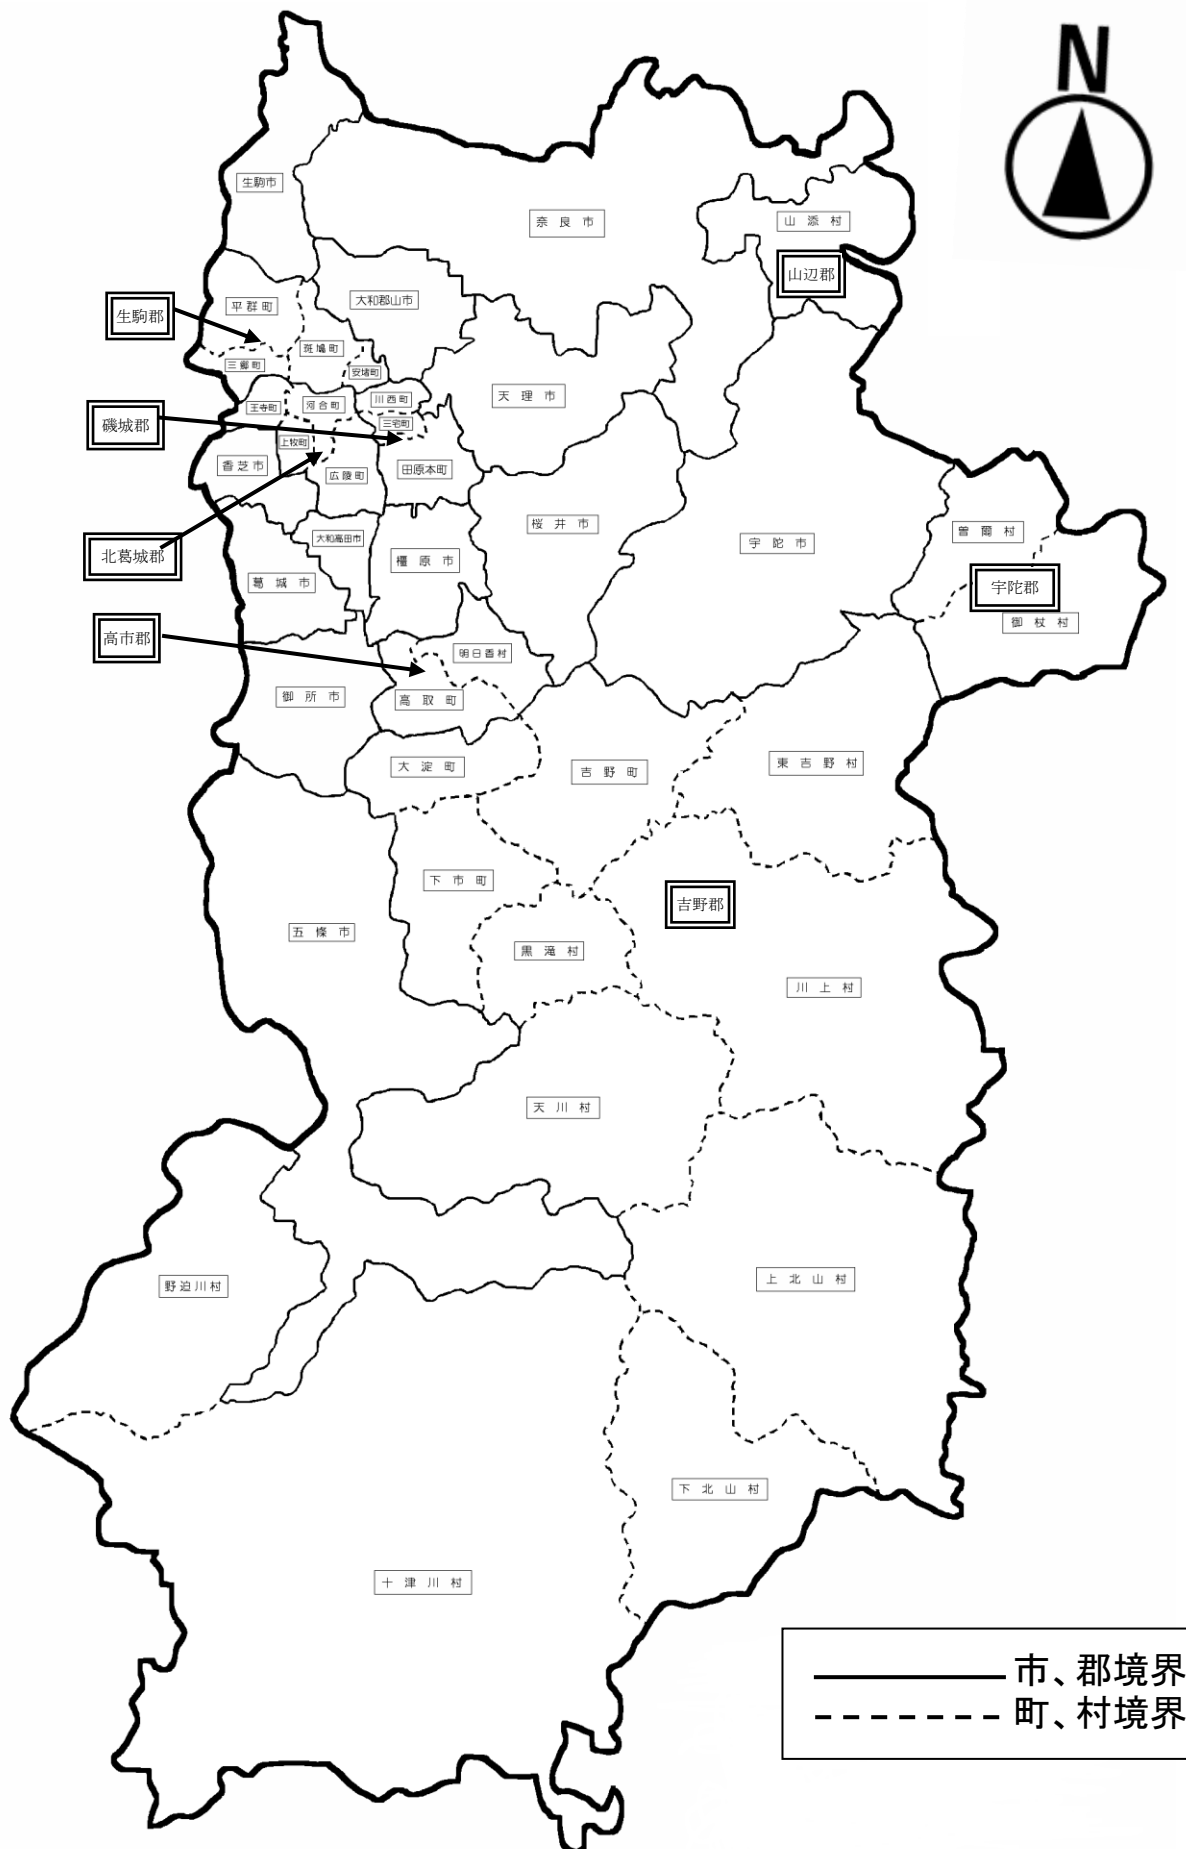 N
生駒市
奈良市
山添村
山辺郡
平群町
大和郡山市
生駒郡
斑鳩町
三郷町
安堵町
天理市
川西町
王寺町
河合町
磯城郡
三宅町
上牧町
香芝市
広陵町
田原本町
桜井市
大和高田市
宇陀市
曽爾村
北葛城郡
橿原市
葛城市
宇陀郡
御杖村
高市郡
明日香村
御所市
高取町
大淀町
吉野町
東吉野村
下市町
吉野郡
五條市
黒滝村
川上村
天川村
野迫川村
上北山村
下北山村
十津川村
市、郡境界
町、村境界